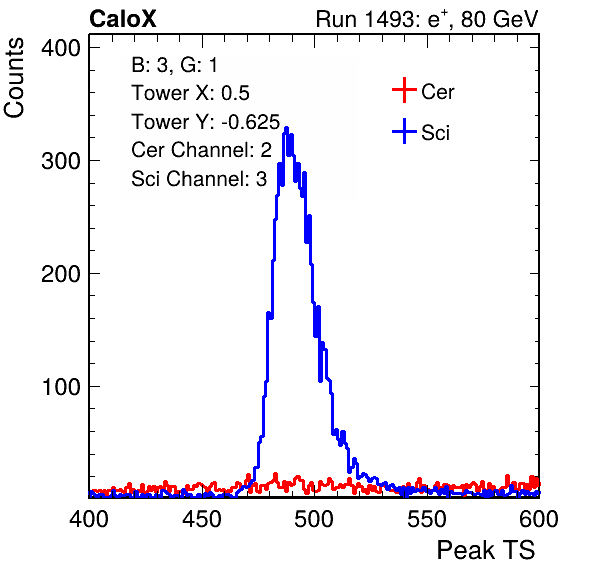 CaloX Run 1493: e⁺, 80 GeV
Counts
B: 3, G: 1
Tower X: 0.5
Tower Y: -0.625
Cer Channel: 2
Sci Channel: 3
Cer
Sci
400
300
200
100
400 450 500 550 600
Peak TS